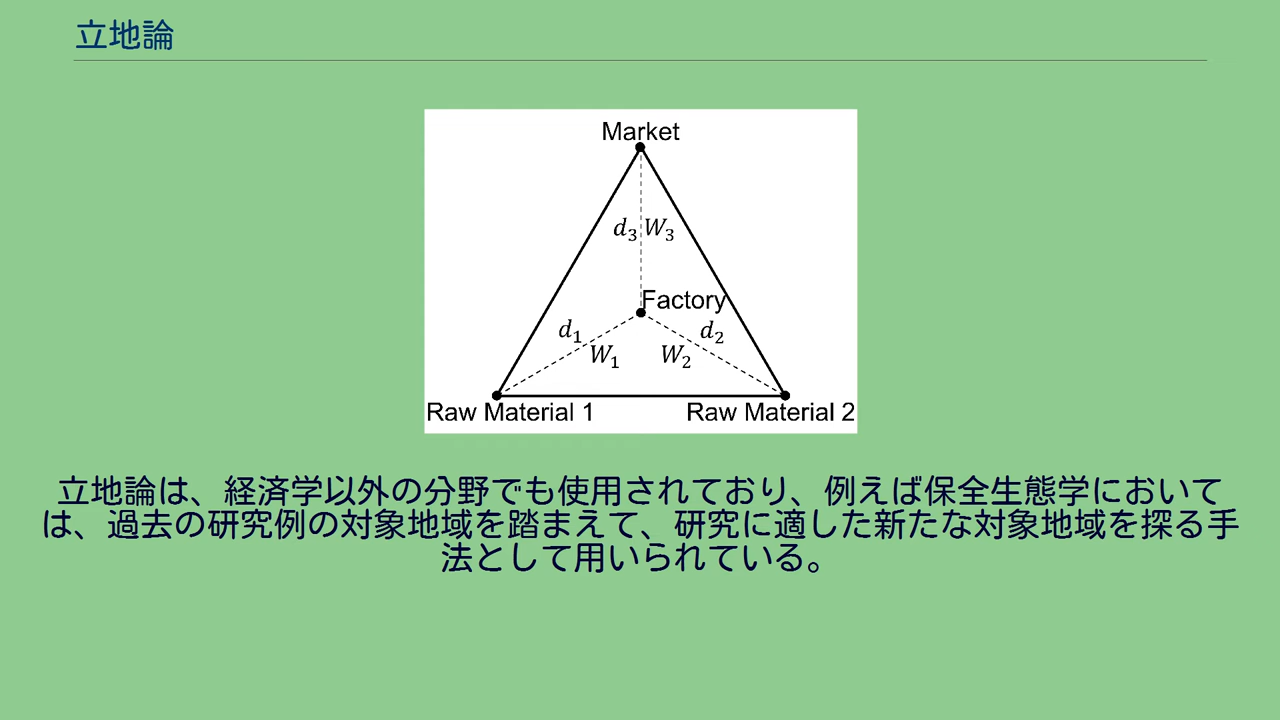 立地論
Market
d3 W3
Factory
d1 d2
W1 W2
Raw Material 1 Raw Material 2
立地論は、経済学以外の分野でも使用されており、例えば保全生態学において
は、過去の研究例の対象地域を踏まえて、研究に適した新たな対象地域を探る手
法として用いられている。